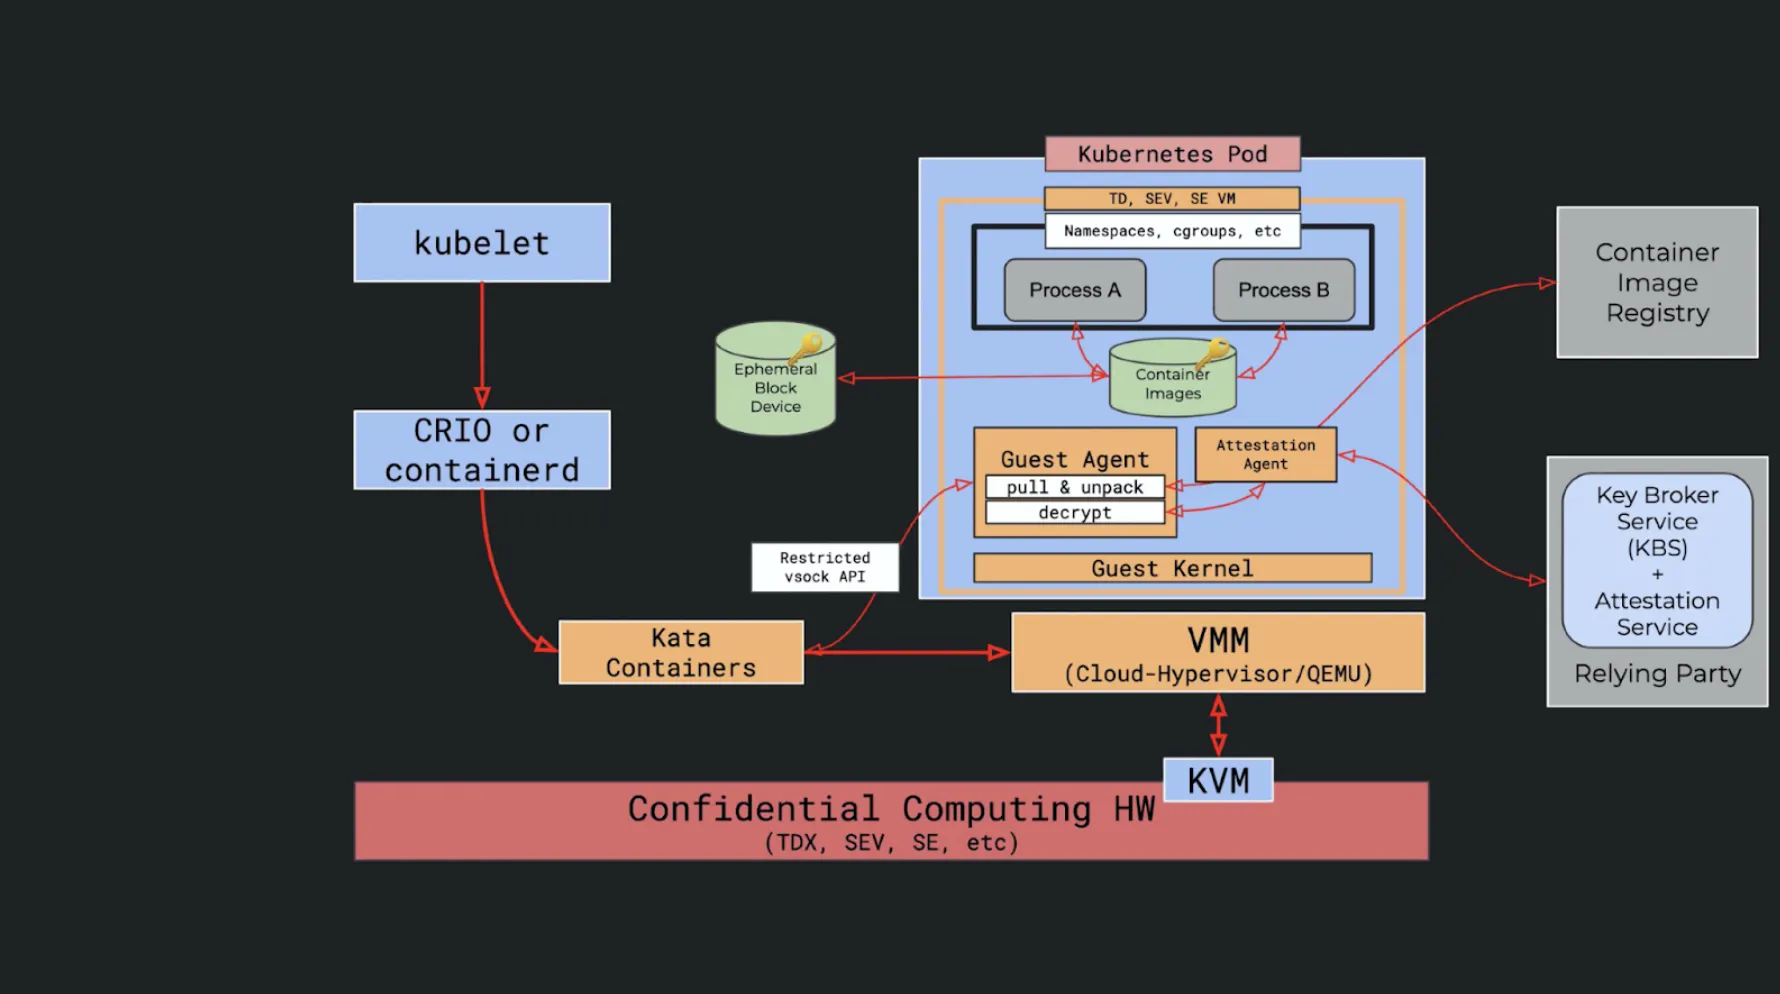 Kubernetes Pod
TD, SEV, SE VM
Namespaces, cgroups, etc
Process A
Process B
kubelet
CRIO or
containerd
Ephemeral
Block
Device
Container
Images
Guest Agent
pull & unpack
decrypt
Attestation
Agent
Guest Kernel
Restricted
vsock API
Kata
Containers
VMM
(Cloud-Hypervisor/QEMU)
KVM
Confidential Computing HW
(TDX, SEV, SE, etc)
Container
Image
Registry
Key Broker
Service
(KBS)
+
Attestation
Service
Relying Party